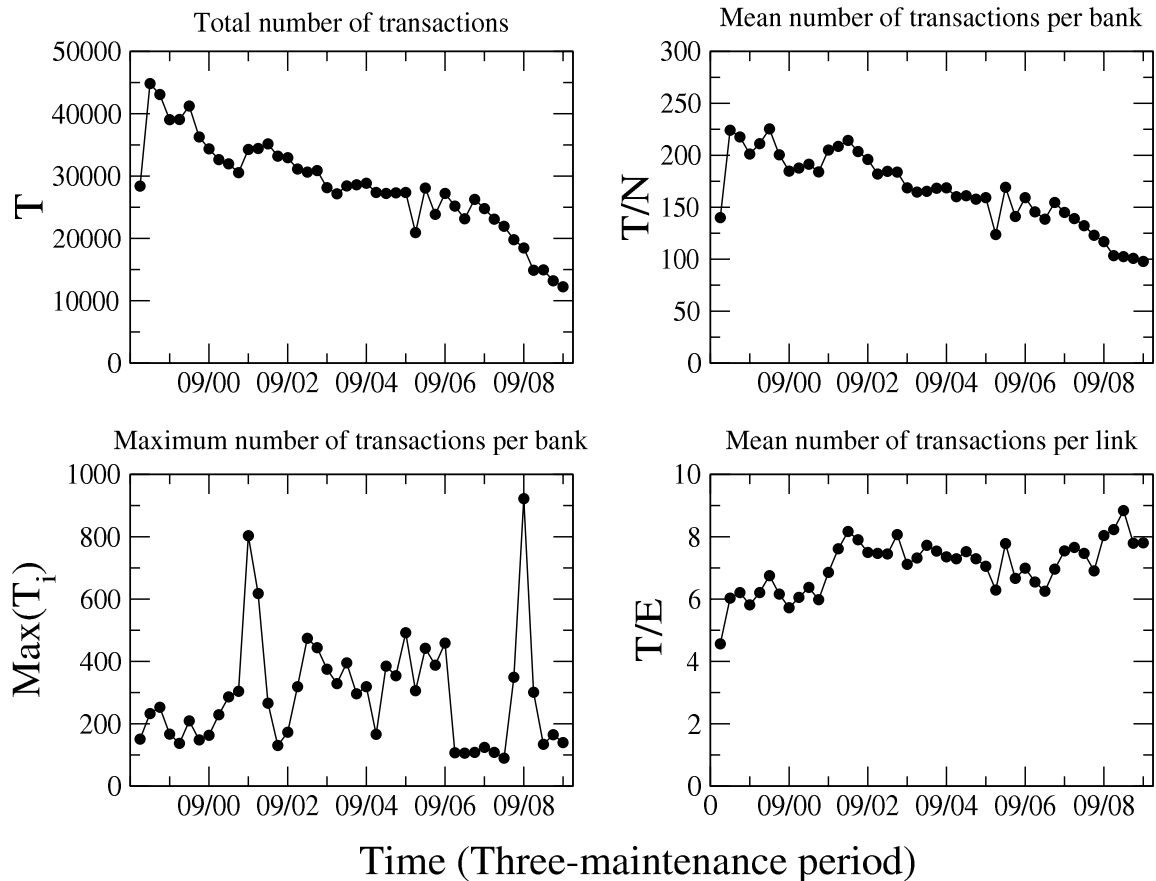 Total number of transactions
50000
40000
30000
20000
10000
0
T
09/00 09/02 09/04 09/06 09/08
Mean number of transactions per bank
300
250
200
150
100
50
0
T/N
09/00 09/02 09/04 09/06 09/08
Maximum number of transactions per bank
1000
800
600
400
200
0
Max(T_i)
09/00 09/02 09/04 09/06 09/08
Mean number of transactions per link
10
8
6
4
2
0
T/E
0 09/00 09/02 09/04 09/06 09/08
Time (Three-maintenance period)